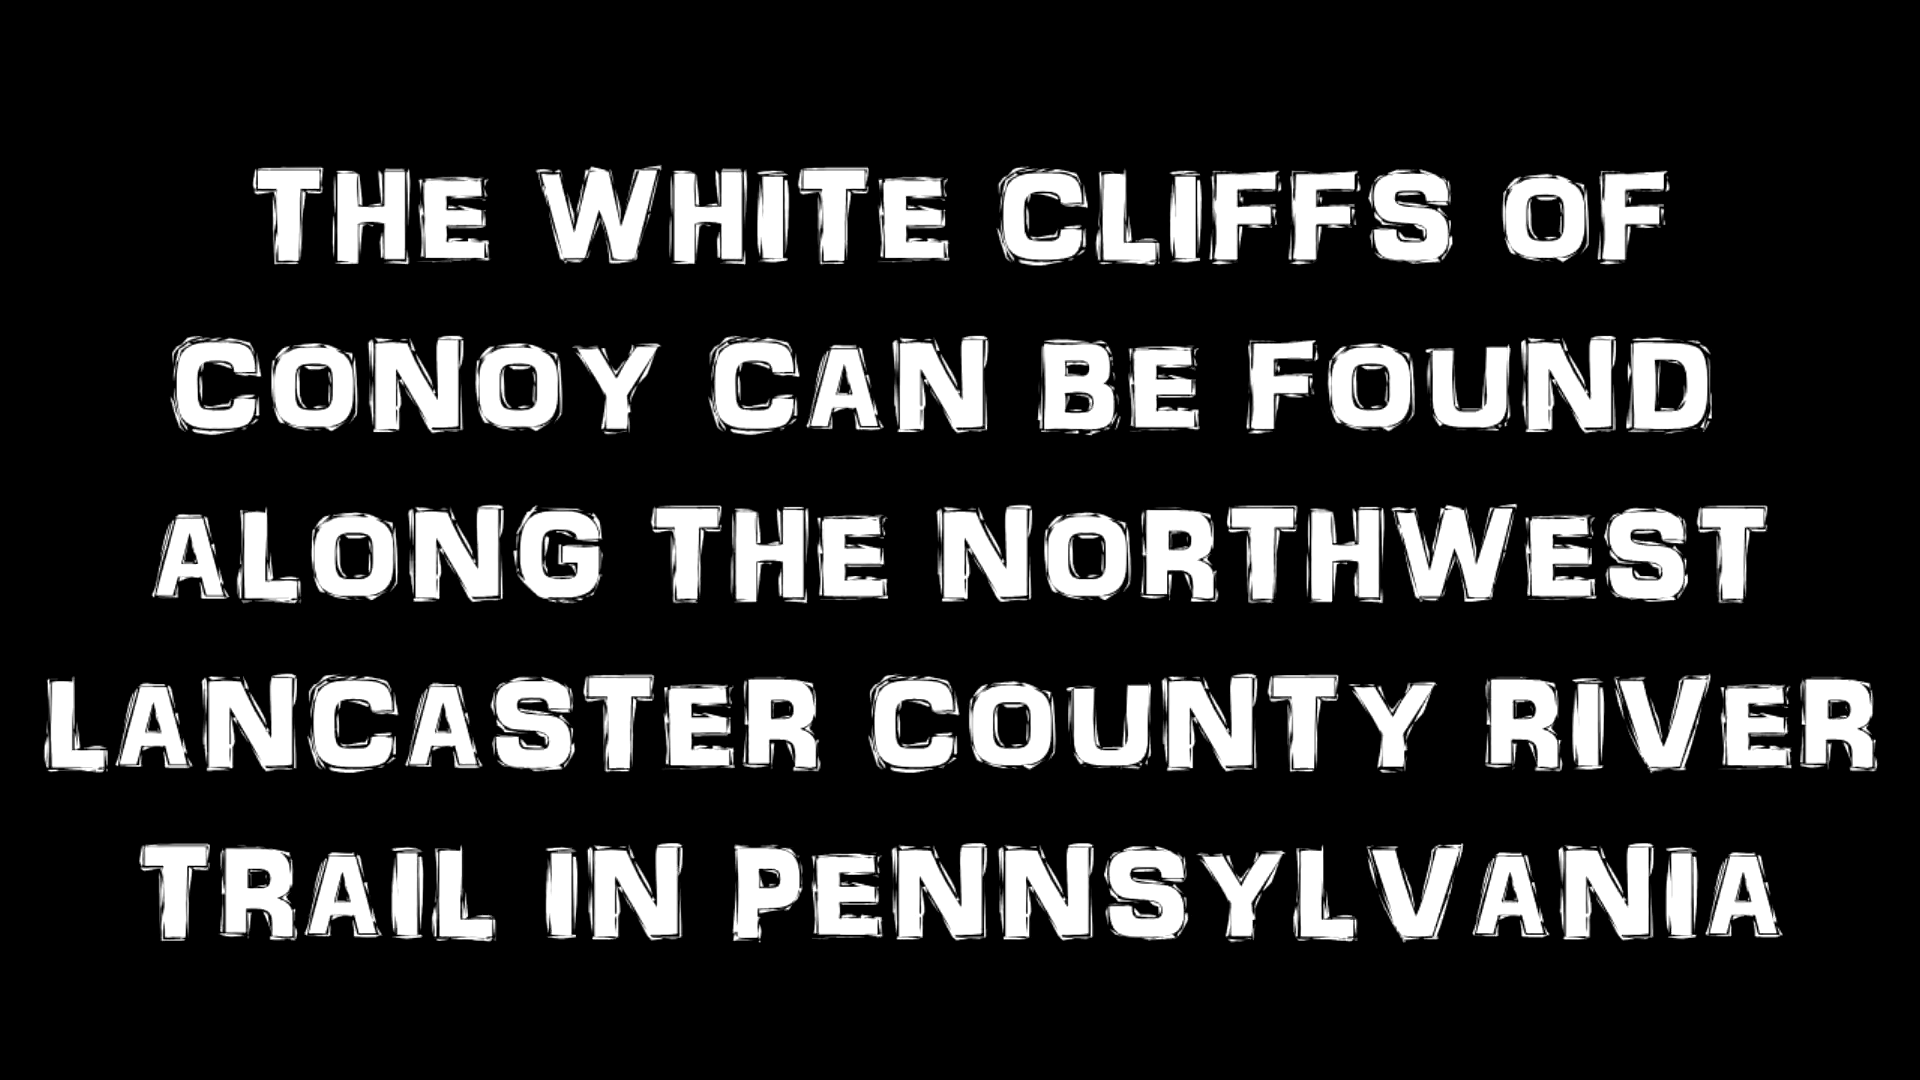 THE WHITE CLIFFS OF
CONOY CAN BE FOUND
ALONG THE NORTHWEST
LANCASTER COUNTY RIVER
TRAIL IN PENNSYLVANIA